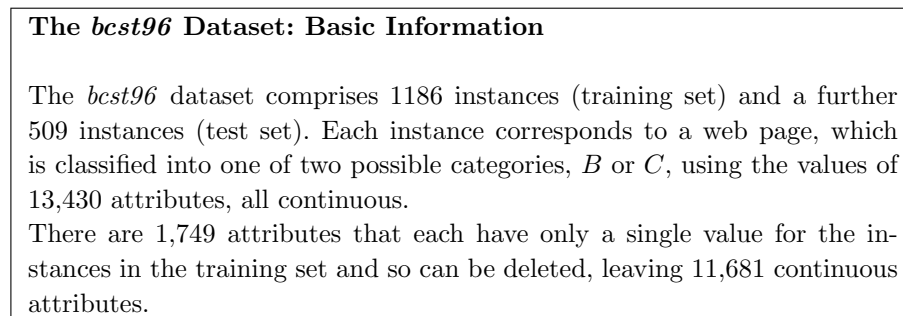 The bcst96 Dataset: Basic Information
The bcst96 dataset comprises 1186 instances (training set) and a further
509 instances (test set). Each instance corresponds to a web page, which
is classified into one of two possible categories, B or C, using the values of
13,430 attributes, all continuous.
There are 1,749 attributes that each have only a single value for the in-
stances in the training set and so can be deleted, leaving 11,681 continuous
attributes.